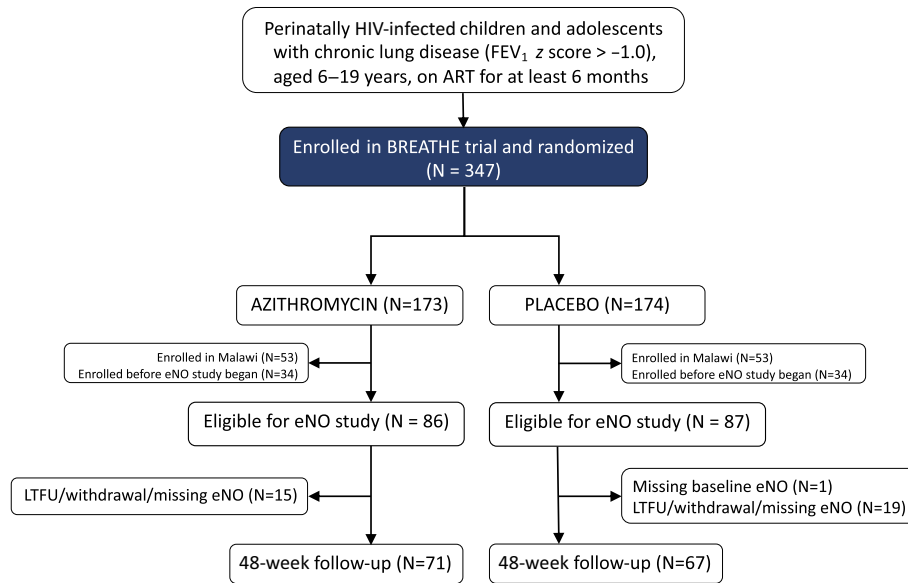 Perinatally HIV-infected children and adolescents
with chronic lung disease (FEV₁ z score > −1.0),
aged 6–19 years, on ART for at least 6 months
Enrolled in BREATHE trial and randomized
(N = 347)
AZITHROMYCIN (N=173)
PLACEBO (N=174)
Enrolled in Malawi (N=53)
Enrolled before eNO study began (N=34)
Enrolled in Malawi (N=53)
Enrolled before eNO study began (N=34)
Eligible for eNO study (N = 86)
Eligible for eNO study (N = 87)
LTFU/withdrawal/missing eNO (N=15)
Missing baseline eNO (N=1)
LTFU/withdrawal/missing eNO (N=19)
48-week follow-up (N=71)
48-week follow-up (N=67)